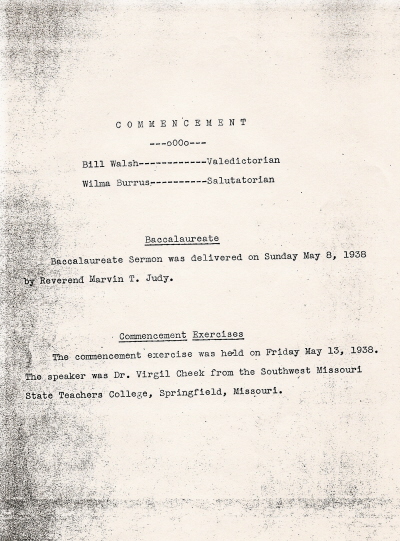 C O M M E N C E M E N T
---oOOo---
Bill Walsh------------Valedictorian
Wilma Burrus----------Salutatorian
Baccalaureate
Baccalaureate Sermon was delivered on Sunday May 8, 1938
by Reverend Marvin T. Judy.
Commencement Exercises
The commencement exercise was held on Friday May 13, 1938.
The speaker was Dr. Virgil Cheek from the Southwest Missouri
State Teachers College, Springfield, Missouri.